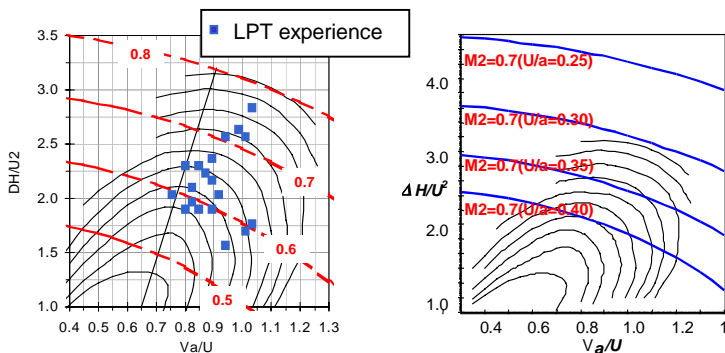 LPT experience
3.5
3.0
2.5
2.0
1.5
1.0
DH/U2
0.8
0.7
0.6
0.5
0.4 0.5 0.6 0.7 0.8 0.9 1.0 1.1 1.2 1.3
Va/U
4.0
3.0
2.0
1.0
ΔH/U²
M2=0.7(U/a=0.25)
M2=0.7(U/a=0.30)
M2=0.7(U/a=0.35)
M2=0.7(U/a=0.40)
0.4 0.6 0.8 1.0 1.2 1.4
Va/U